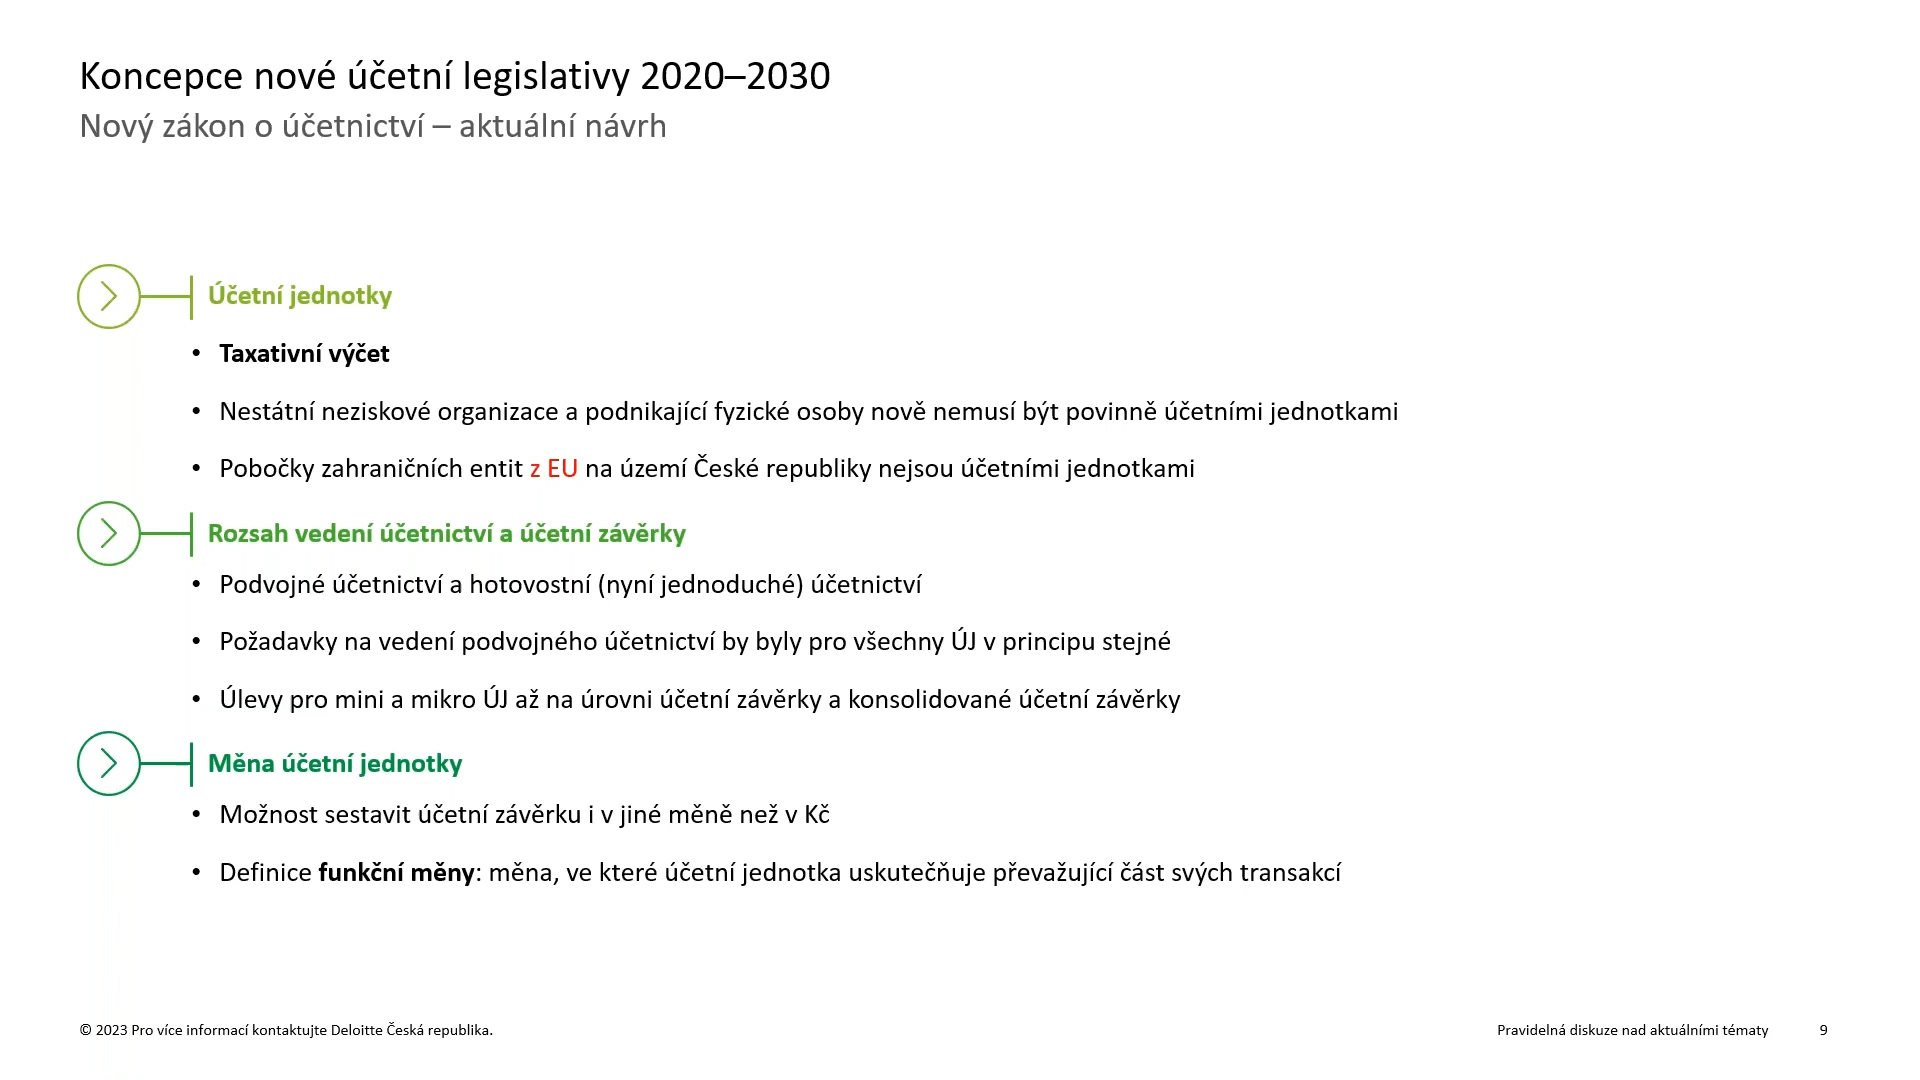 Koncepce nové účetní legislativy 2020–2030
Nový zákon o účetnictví – aktuální návrh
Účetní jednotky
• Taxativní výčet
• Nestátní neziskové organizace a podnikající fyzické osoby nově nemusí být povinně účetními jednotkami
• Pobočky zahraničních entit z EU na území České republiky nejsou účetními jednotkami
Rozsah vedení účetnictví a účetní závěrky
• Podvojné účetnictví a hotovostní (nyní jednoduché) účetnictví
• Požadavky na vedení podvojného účetnictví by byly pro všechny ÚJ v principu stejné
• Úlevy pro mini a mikro ÚJ až na úrovni účetní závěrky a konsolidované účetní závěrky
Měna účetní jednotky
• Možnost sestavit účetní závěrku i v jiné měně než v Kč
• Definice funkční měny: měna, ve které účetní jednotka uskutečňuje převažující část svých transakcí
© 2023 Pro více informací kontaktujte Deloitte Česká republika.
Pravidelná diskuze nad aktuálními tématy 9